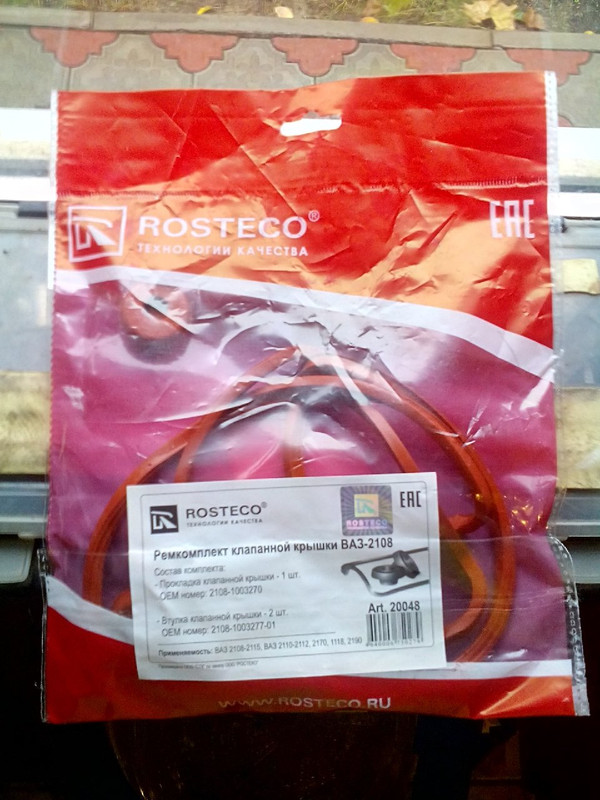 ROSTECO®
ТЕХНОЛОГИИ КАЧЕСТВА
EAC
ROSTECO®
ТЕХНОЛОГИИ КАЧЕСТВА
ROSTECO
EAC
Ремкомплект клапанной крышки ВАЗ-2108
Состав комплекта:
- Прокладка клапанной крышки - 1 шт.
OEM номер: 2108-1003270
- Втулка клапанной крышки - 2 шт.
OEM номер: 2108-1003277-01
Art. 20048
Применяемость: ВАЗ 2108-2115, ВАЗ 2110-2112, 2170, 1118, 2190
WWW.ROSTECO.RU